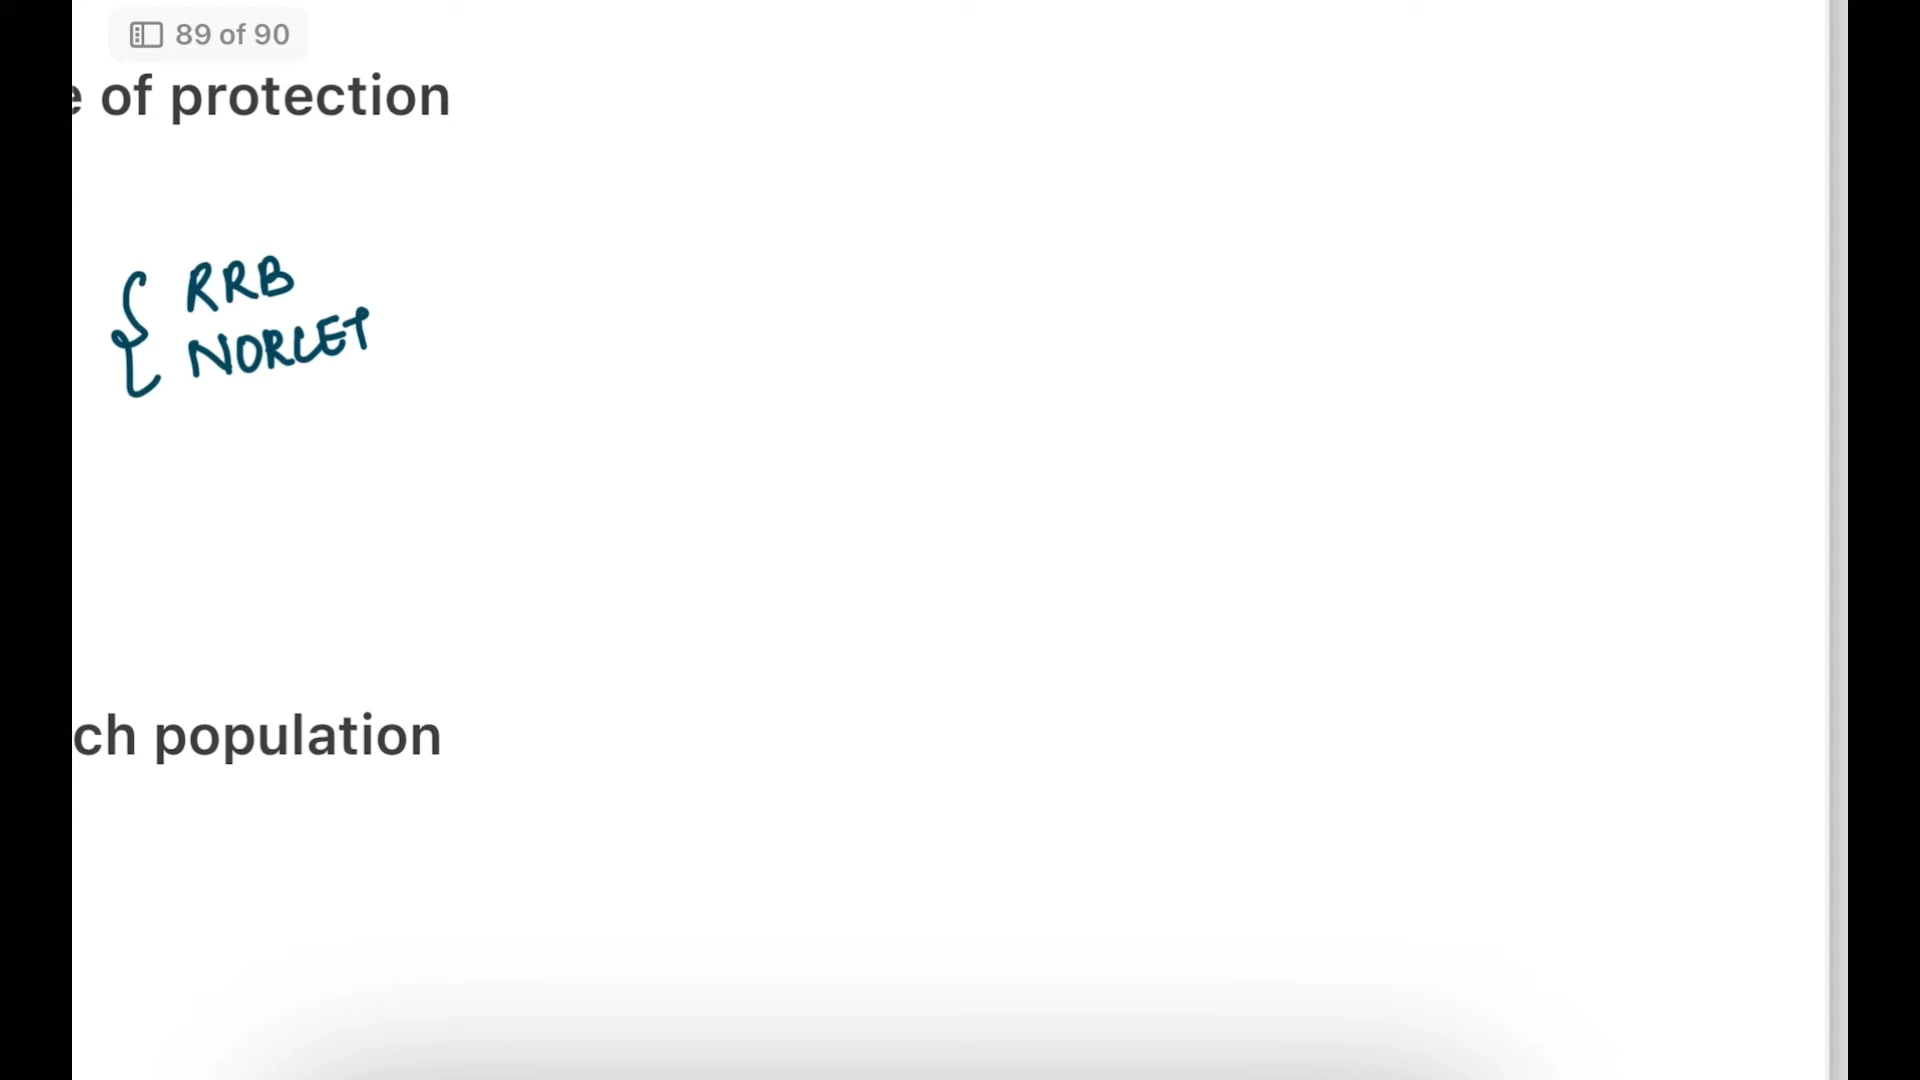 89 of 90
e of protection
RRB
NORCET
ch population